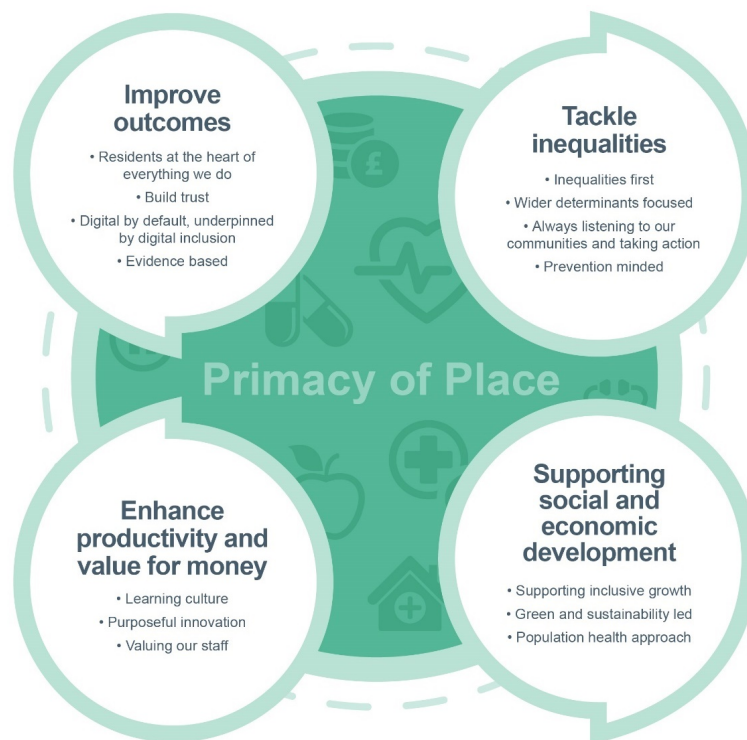 Improve
outcomes
• Residents at the heart of
everything we do
• Build trust
• Digital by default, underpinned
by digital inclusion
• Evidence based
Tackle
inequalities
• Inequalities first
• Wider determinants focused
• Always listening to our
communities and taking action
• Prevention minded
£
Primacy of Place
Enhance
productivity and
value for money
• Learning culture
• Purposeful innovation
• Valuing our staff
Supporting
social and
economic
development
• Supporting inclusive growth
• Green and sustainability led
• Population health approach